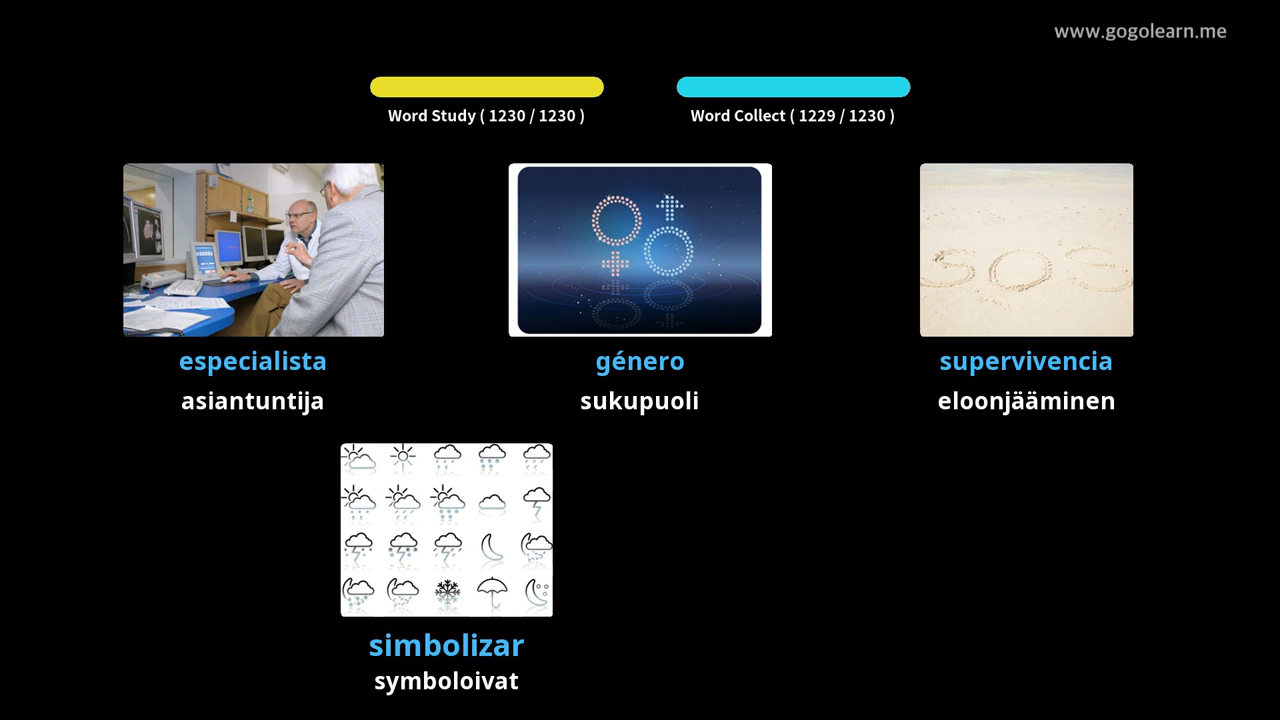 www.gogolearn.me
Word Study ( 1230 / 1230 )
Word Collect ( 1229 / 1230 )
SOS
especialista
género
supervivencia
asiantuntija
sukupuoli
eloonjääminen
simbolizar
symboloivat